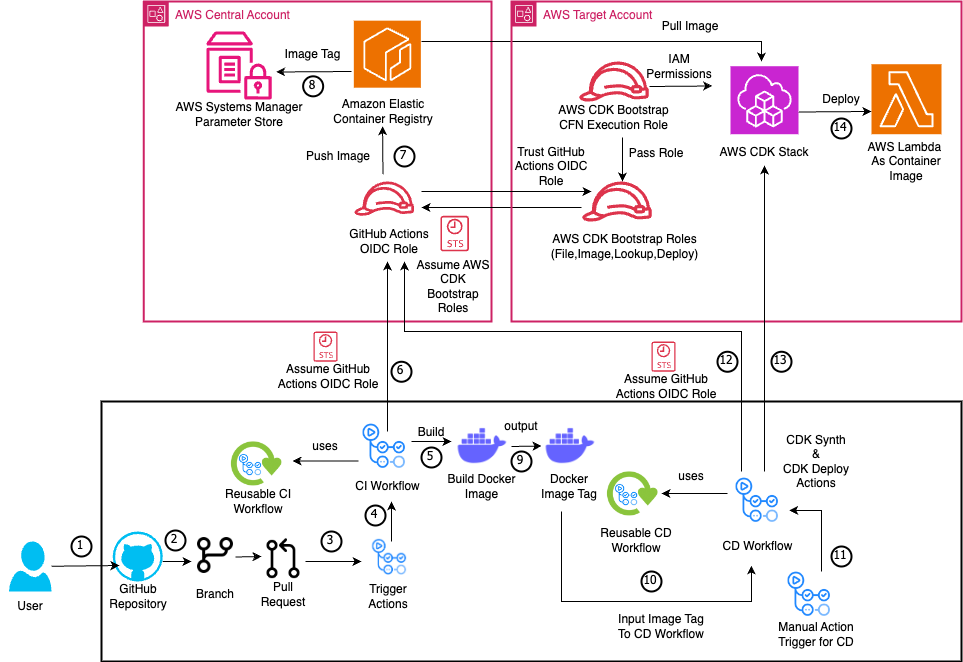 AWS Central Account
AWS Target Account
Pull Image
Image Tag
8
AWS Systems Manager
Parameter Store
Amazon Elastic
Container Registry
IAM
Permissions
AWS CDK Bootstrap
CFN Execution Role
AWS CDK Stack
Deploy
14
AWS Lambda
As Container
Image
Push Image
7
Trust GitHub
Actions OIDC
Role
Pass Role
GitHub Actions
OIDC Role
STS
Assume AWS
CDK
Bootstrap
Roles
AWS CDK Bootstrap Roles
(File,Image,Lookup,Deploy)
STS
Assume GitHub
Actions OIDC Role
6
STS
Assume GitHub
Actions OIDC Role
12
13
uses
Reusable CI
Workflow
CI Workflow
Build
5
Build Docker
Image
output
9
Docker
Image Tag
uses
Reusable CD
Workflow
CDK Synth
&
CDK Deploy
Actions
CD Workflow
4
User
1
GitHub
Repository
2
Branch
Pull
Request
3
Trigger
Actions
10
Input Image Tag
To CD Workflow
11
Manual Action
Trigger for CD